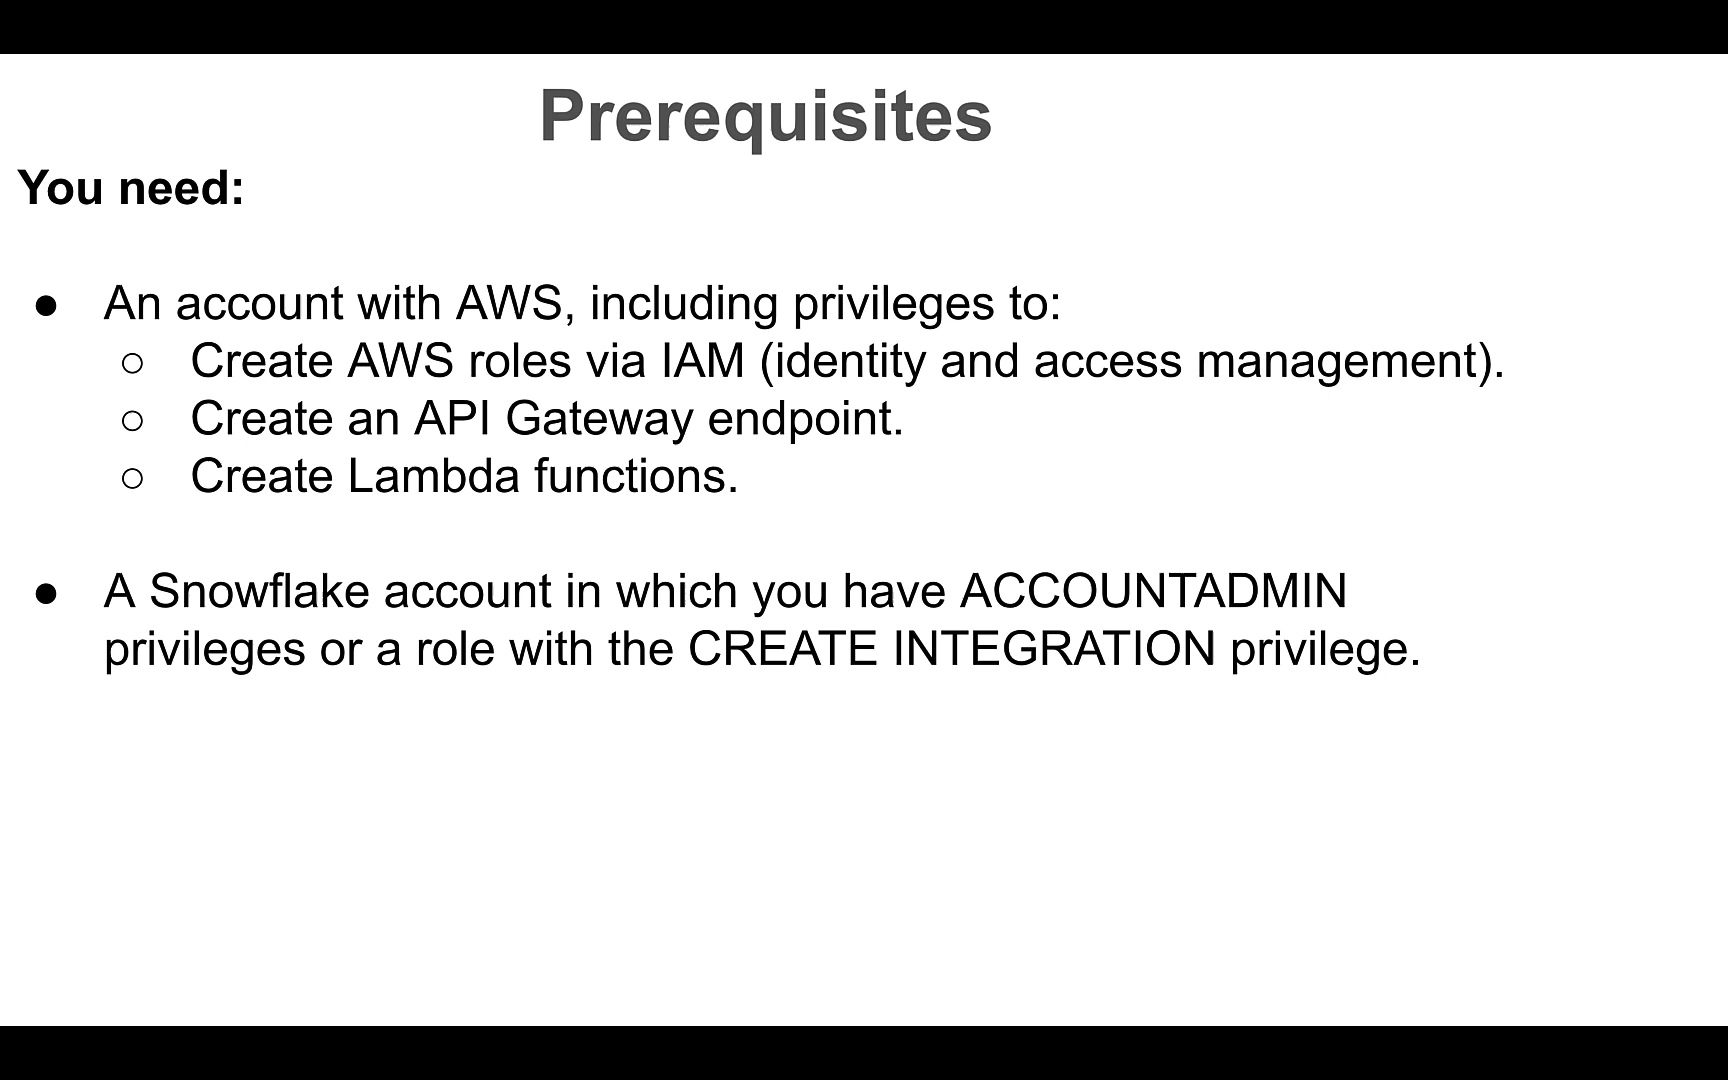 Prerequisites
You need:
● An account with AWS, including privileges to:
○ Create AWS roles via IAM (identity and access management).
○ Create an API Gateway endpoint.
○ Create Lambda functions.
● A Snowflake account in which you have ACCOUNTADMIN
privileges or a role with the CREATE INTEGRATION privilege.